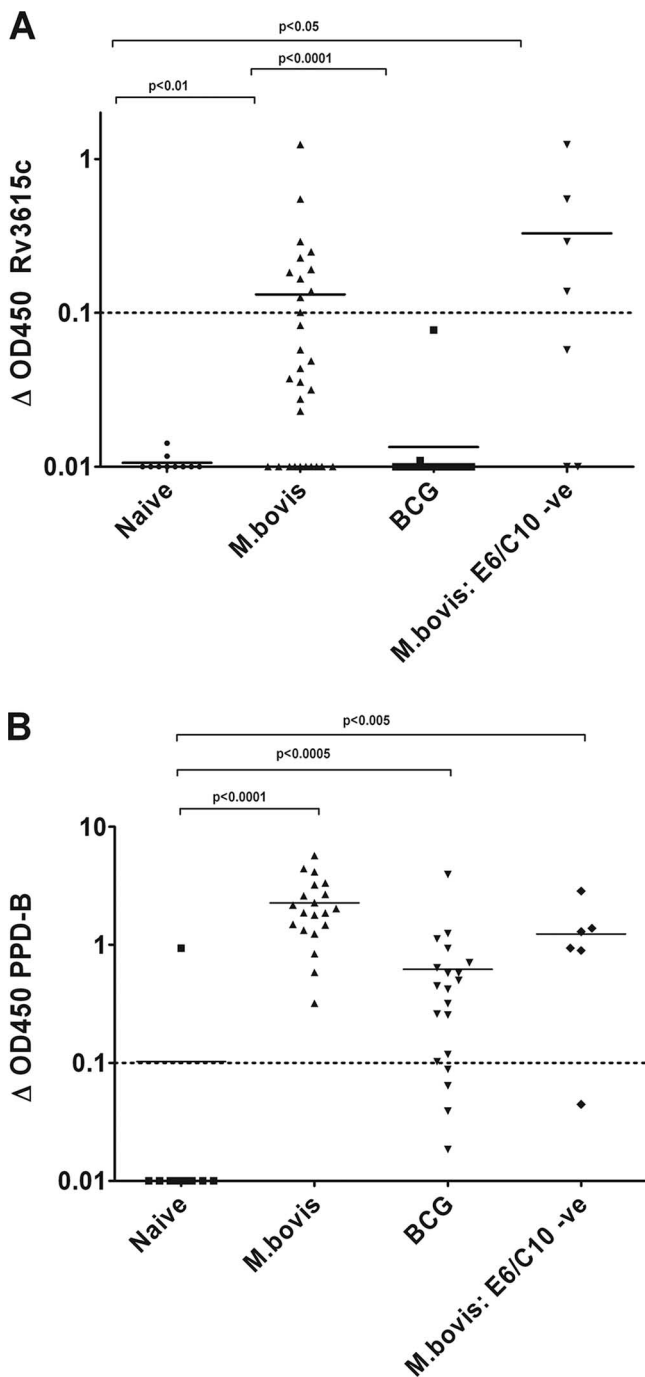 A
p<0.05
p<0.0001
p<0.01
Δ OD450 Rv3615c
1
0.1
0.01
Naive
M.bovis
BCG
M.bovis: E6/C10 -ve
B
p<0.005
p<0.0005
p<0.0001
Δ OD450 PPD-B
10
1
0.1
0.01
Naive
M.bovis
BCG
M.bovis: E6/C10 -ve